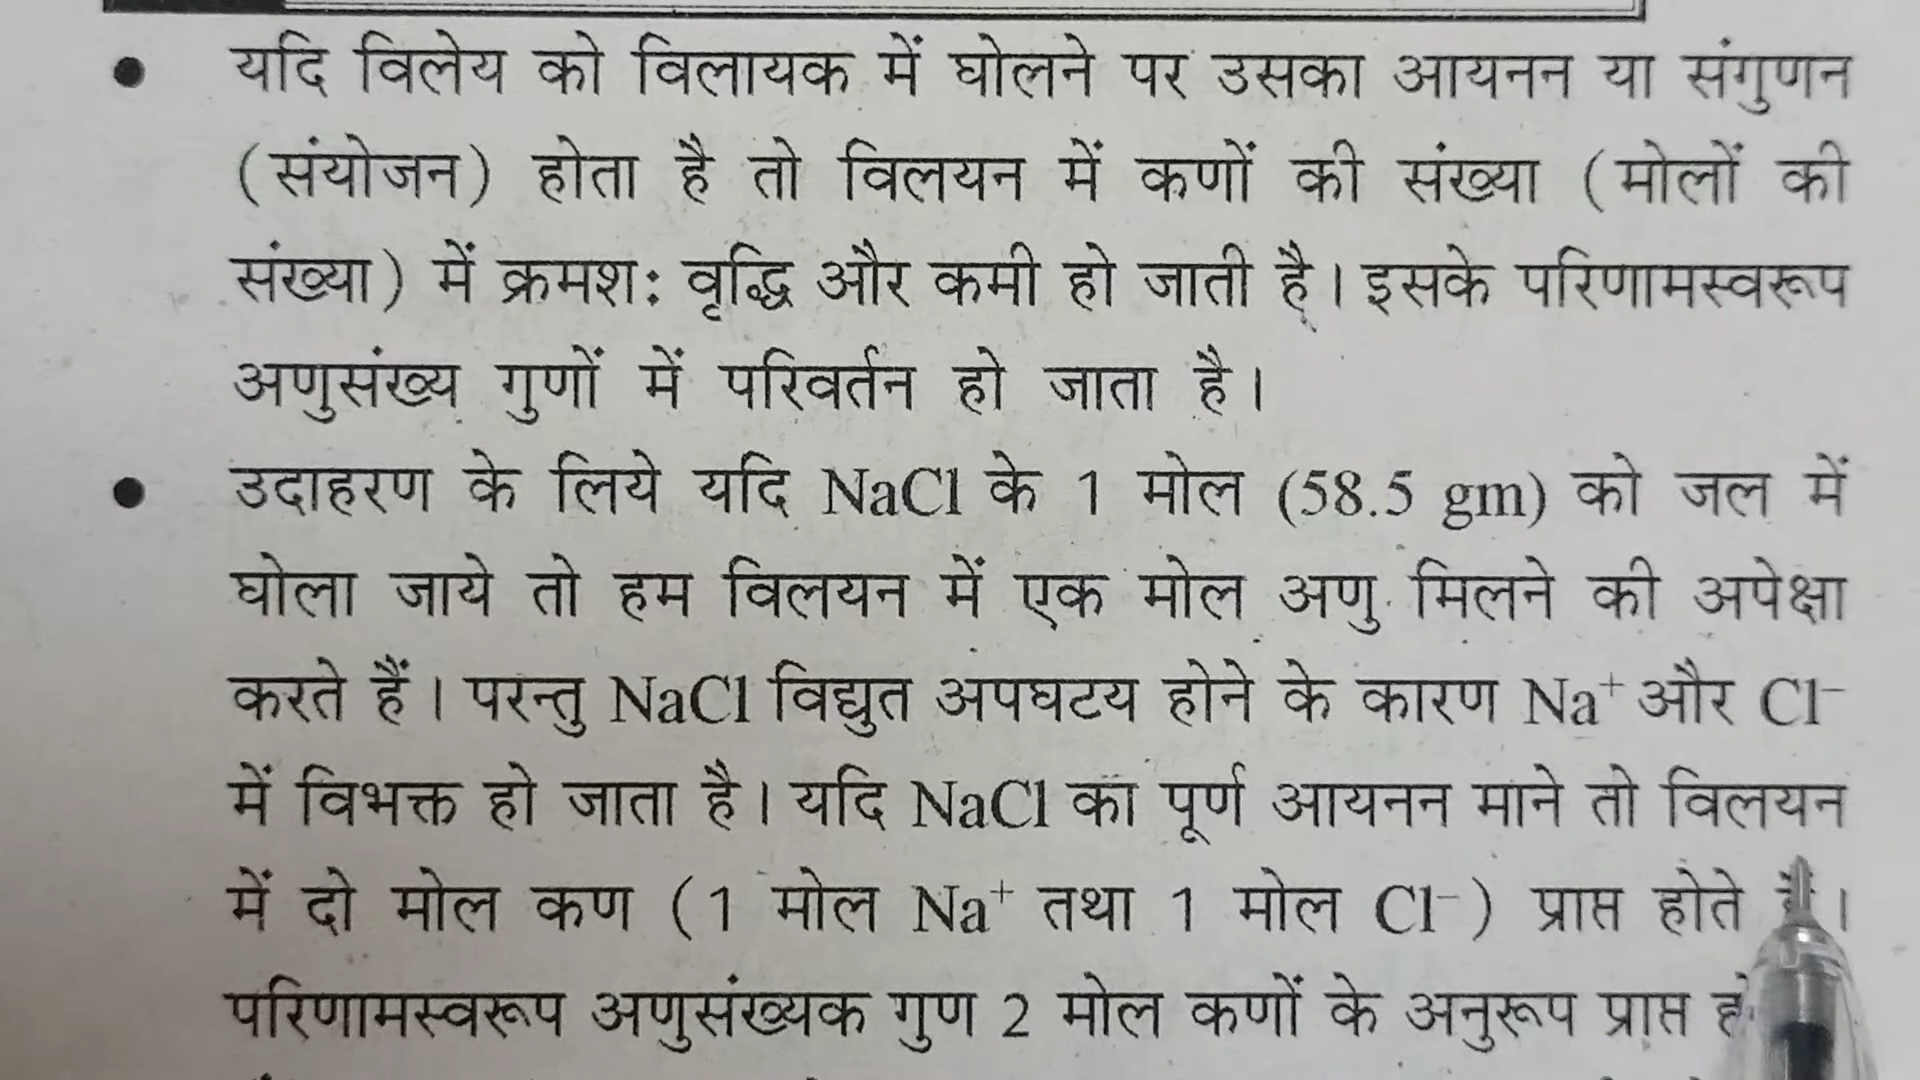 यदि विलेय को विलायक में घोलने पर उसका आयनन या संगुणन
(संयोजन) होता है तो विलयन में कणों की संख्या (मोलों की
संख्या) में क्रमश: वृद्धि और कमी हो जाती है। इसके परिणामस्वरूप
अणुसंख्य गुणों में परिवर्तन हो जाता है।
उदाहरण के लिये यदि NaCl के 1 मोल (58.5 gm) को जल में
घोला जाये तो हम विलयन में एक मोल अणु मिलने की अपेक्षा
करते हैं। परन्तु NaCl विद्युत अपघटय होने के कारण Na⁺ और Cl⁻
में विभक्त हो जाता है। यदि NaCl का पूर्ण आयनन माने तो विलयन
में दो मोल कण (1 मोल Na⁺ तथा 1 मोल Cl⁻) प्राप्त होते
परिणामस्वरूप अणुसंख्यक गुण 2 मोल कणों के अनुरूप प्राप्त